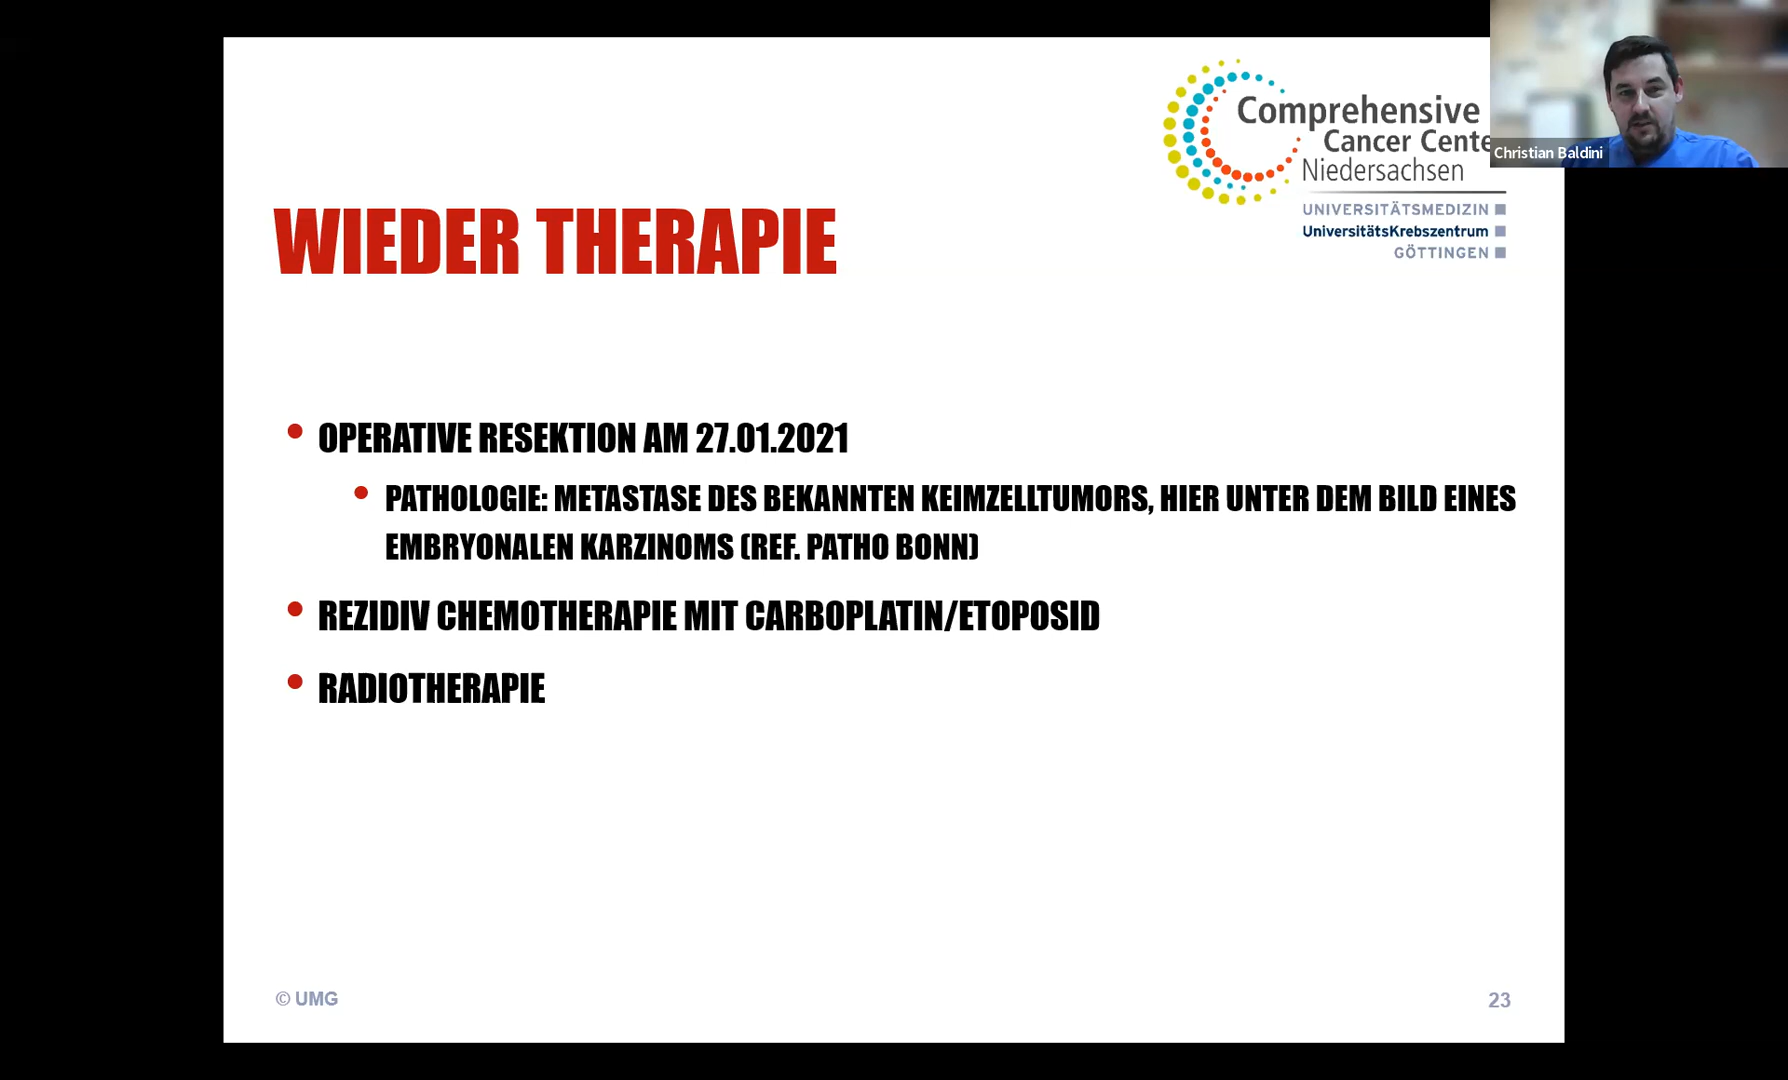 Comprehensive
Cancer Cente
Niedersachsen
Christian Baldini
UNIVERSITÄTSMEDIZIN
UniversitätsKrebszentrum
GÖTTINGEN
WIEDER THERAPIE
• OPERATIVE RESEKTION AM 27.01.2021
• PATHOLOGIE: METASTASE DES BEKANNTEN KEIMZELLTUMORS, HIER UNTER DEM BILD EINES
EMBRYONALEN KARZINOMS (REF. PATHO BONN)
• REZIDIV CHEMOTHERAPIE MIT CARBOPLATIN/ETOPOSID
• RADIOTHERAPIE
© UMG
23